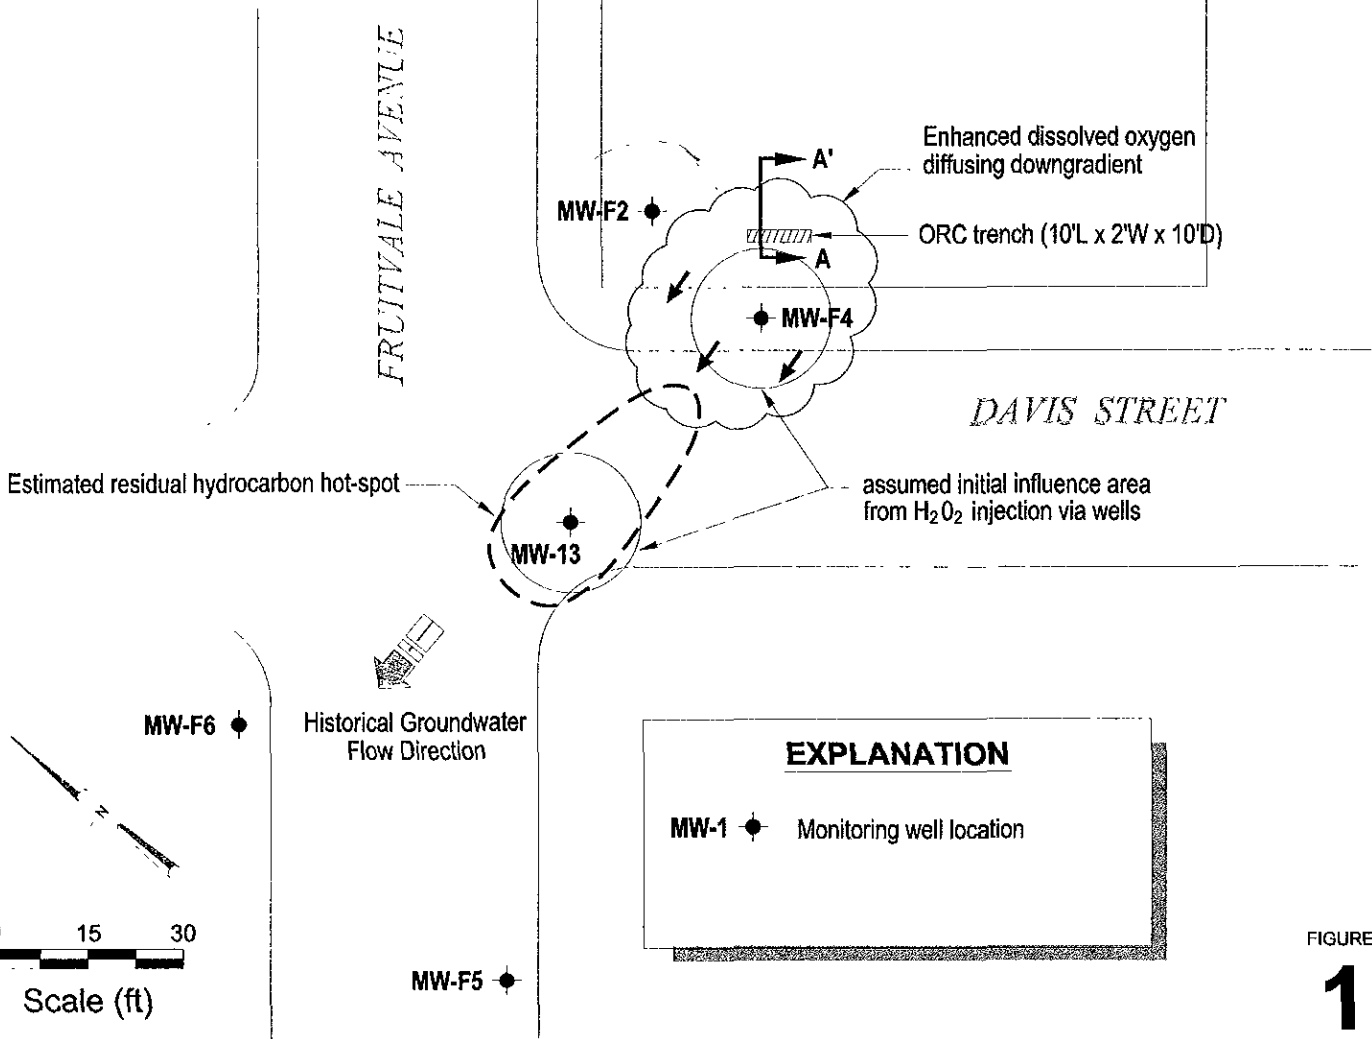 FRUITVALE AVENUE
Enhanced dissolved oxygen
diffusing downgradient
A'
MW-F2
ORC trench (10'L x 2'W x 10'D)
A
MW-F4
DAVIS STREET
Estimated residual hydrocarbon hot-spot
assumed initial influence area
from H₂O₂ injection via wells
MW-13
MW-F6
Historical Groundwater
Flow Direction
EXPLANATION
MW-1 Monitoring well location
N
15 30
Scale (ft)
MW-F5
FIGURE
1